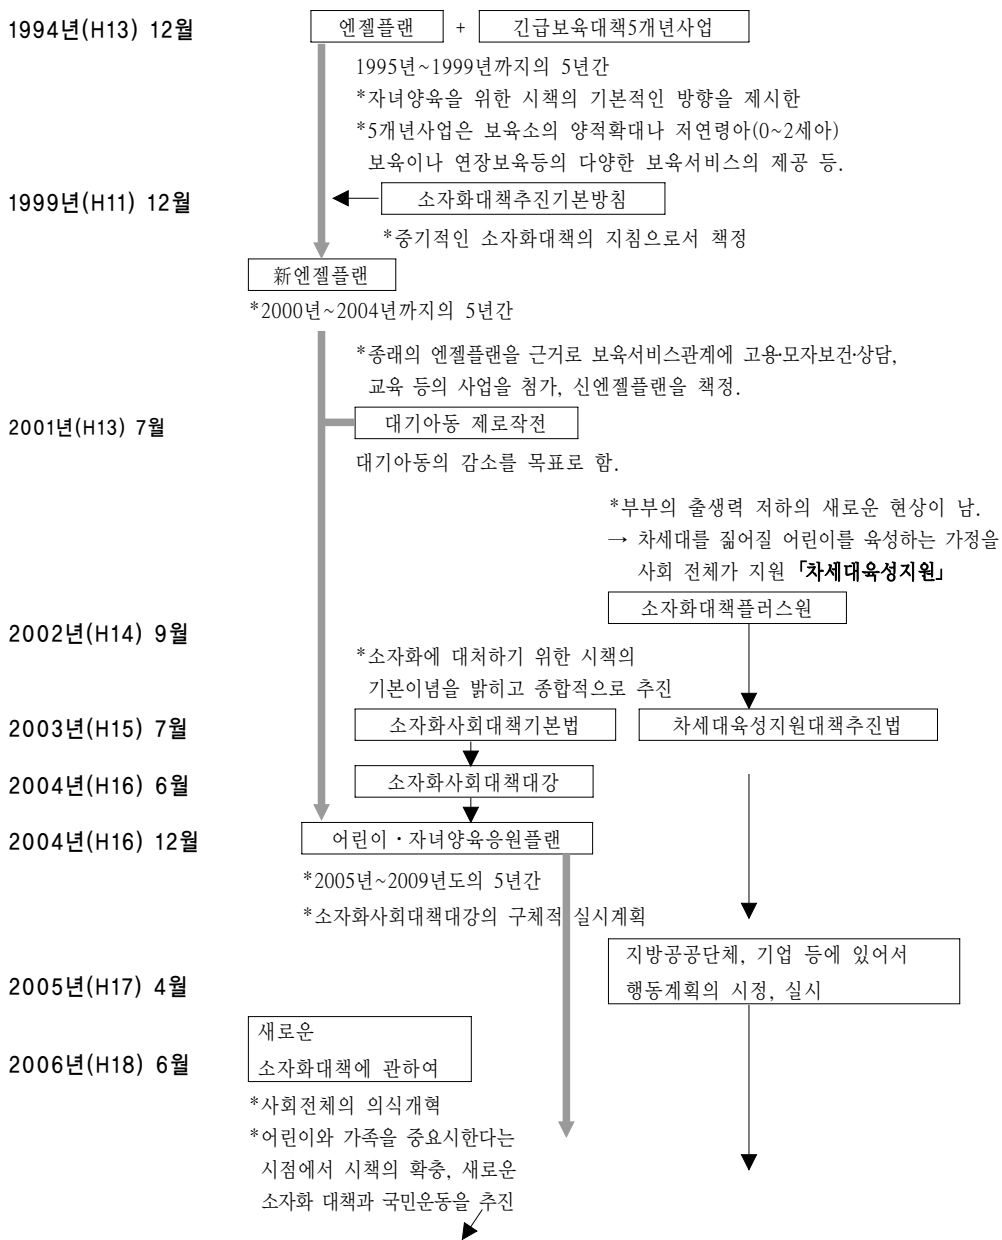 1994년(H13) 12월
엔젤플랜 + 긴급보육대책5개년사업
1995년~1999년까지의 5년간
*자녀양육을 위한 시책의 기본적인 방향을 제시한
*5개년사업은 보육소의 양적확대나 저연령아(0~2세아)
보육이나 연장보육등의 다양한 보육서비스의 제공 등.
1999년(H11) 12월
소자화대책추진기본방침
*중기적인 소자화대책의 지침으로서 책정
新엔젤플랜
*2000년~2004년까지의 5년간
*종래의 엔젤플랜을 근거로 보육서비스관계에 고용·모자보건·상담,
교육 등의 사업을 첨가, 신엔젤플랜을 책정.
2001년(H13) 7월
대기아동 제로작전
대기아동의 감소를 목표로 함.
*부부의 출생력 저하의 새로운 현상이 남.
→ 차세대를 짊어질 어린이를 육성하는 가정을
사회 전체가 지원 「차세대육성지원」
소자화대책플러스원
2002년(H14) 9월
*소자화에 대처하기 위한 시책의
기본이념을 밝히고 종합적으로 추진
2003년(H15) 7월
소자화사회대책기본법
차세대육성지원대책추진법
2004년(H16) 6월
소자화사회대책대강
2004년(H16) 12월
어린이·자녀양육응원플랜
*2005년~2009년도의 5년간
*소자화사회대책대강의 구체적 실시계획
지방공공단체, 기업 등에 있어서
행동계획의 시정, 실시
2005년(H17) 4월
새로운
소자화대책에 관하여
2006년(H18) 6월
*사회전체의 의식개혁
*어린이와 가족을 중요시한다는
시점에서 시책의 확충, 새로운
소자화 대책과 국민운동을 추진